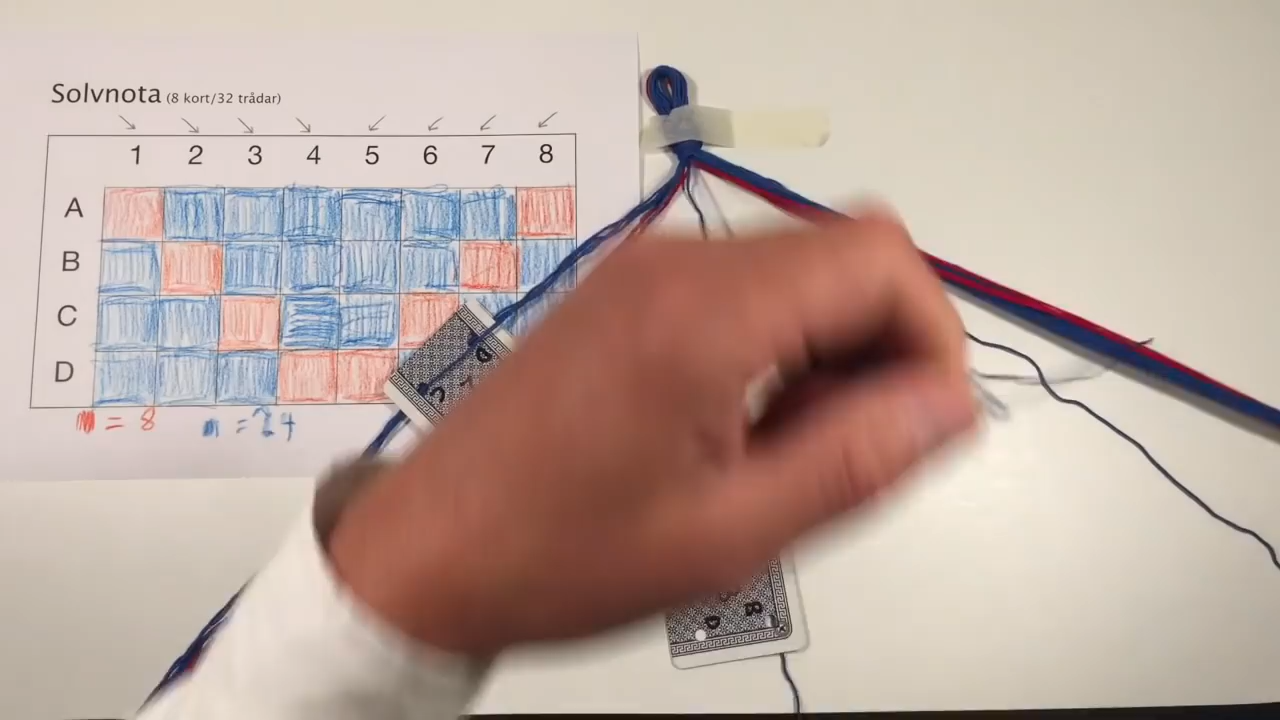 Solvnota (8 kort/32 trådar)
1 2 3 4 5 6 7 8
A
B
C
D
= 8 = 24
D
C
B
D